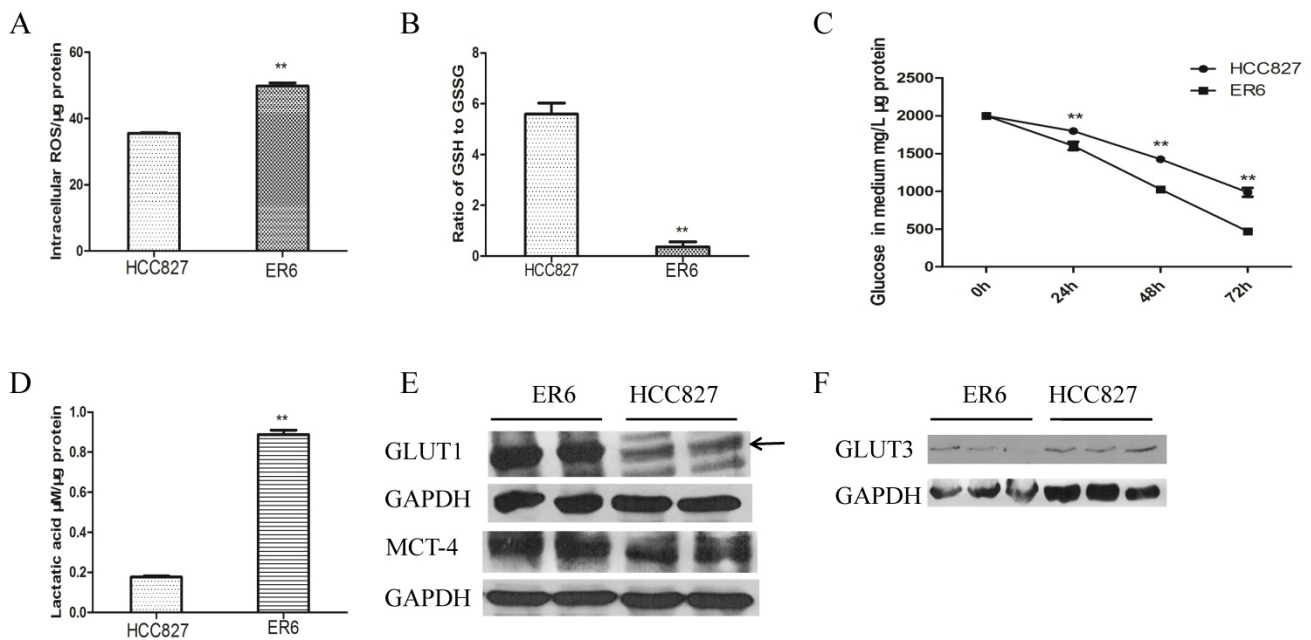 A
Intracellular ROS/µg protein
60
40
20
0
**
HCC827
ER6
B
Ratio of GSH to GSSG
8
6
4
2
0
**
HCC827
ER6
C
Glucose in medium mg/L µg protein
2500
2000
1500
1000
500
0
HCC827
ER6
**
**
**
0h
24h
48h
72h
D
Lactatic acid µM/µg protein
1.0
0.8
0.6
0.4
0.2
0.0
**
HCC827
ER6
E
ER6 HCC827
GLUT1
GAPDH
MCT-4
GAPDH
F
ER6 HCC827
GLUT3
GAPDH